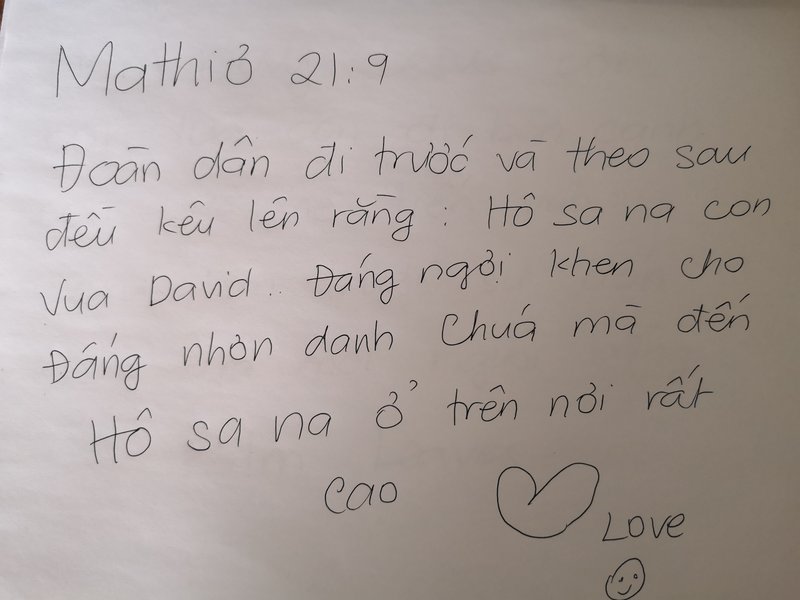 Mathiơ 21:9
Đoàn dân đi trước và theo sau
đều kêu lên rằng : Hô sa na con
Vua David.. Đáng ngợi khen cho
Đấng nhơn danh Chúá mà đến
Hô sa na ở trên nơi rất
cao
Love